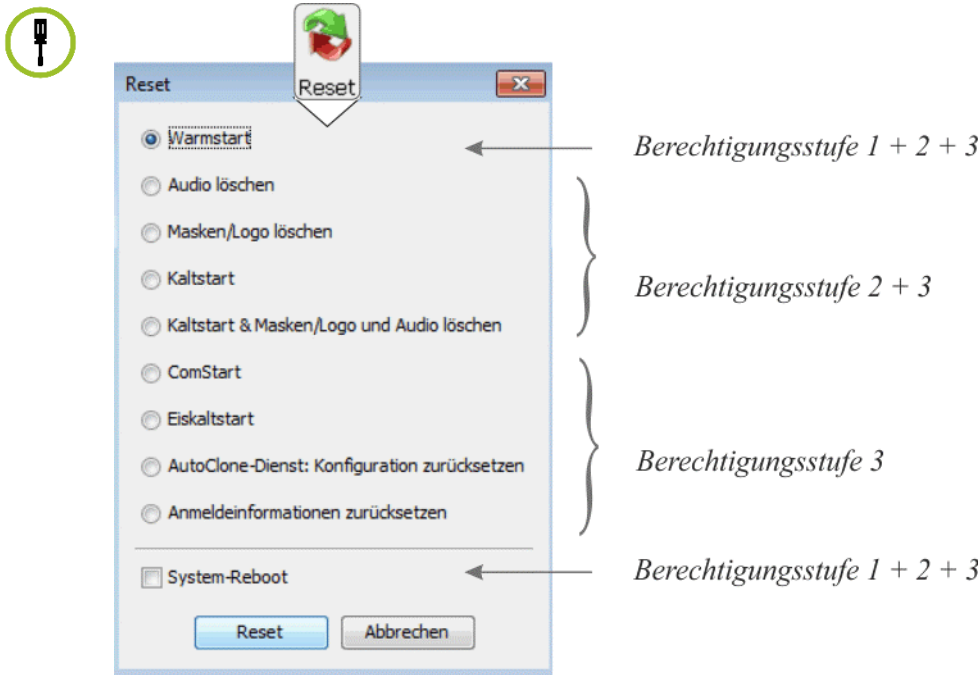 Reset
Reset
Warmstart
Berechtigungsstufe 1 + 2 + 3
Audio löschen
Masken/Logo löschen
Kaltstart
Berechtigungsstufe 2 + 3
Kaltstart & Masken/Logo und Audio löschen
ComStart
Eiskaltstart
AutoClone-Dienst: Konfiguration zurücksetzen
Berechtigungsstufe 3
Anmeldeinformationen zurücksetzen
System-Reboot
Berechtigungsstufe 1 + 2 + 3
Reset
Abbrechen